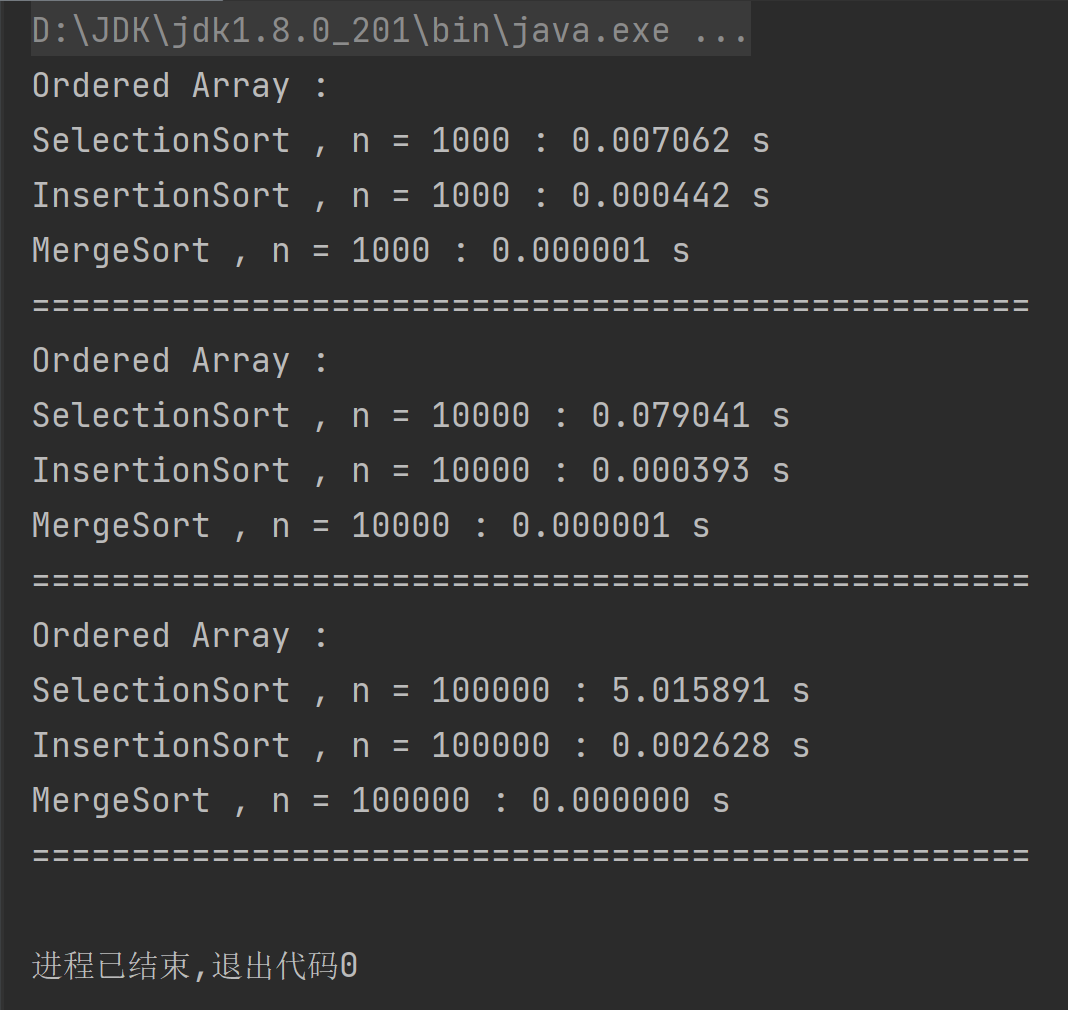 D:\JDK\jdk1.8.0_201\bin\java.exe ...
Ordered Array :
SelectionSort , n = 1000 : 0.007062 s
InsertionSort , n = 1000 : 0.000442 s
MergeSort , n = 1000 : 0.000001 s
==================================================
Ordered Array :
SelectionSort , n = 10000 : 0.079041 s
InsertionSort , n = 10000 : 0.000393 s
MergeSort , n = 10000 : 0.000001 s
==================================================
Ordered Array :
SelectionSort , n = 100000 : 5.015891 s
InsertionSort , n = 100000 : 0.002628 s
MergeSort , n = 100000 : 0.000000 s
==================================================
进程已结束,退出代码0